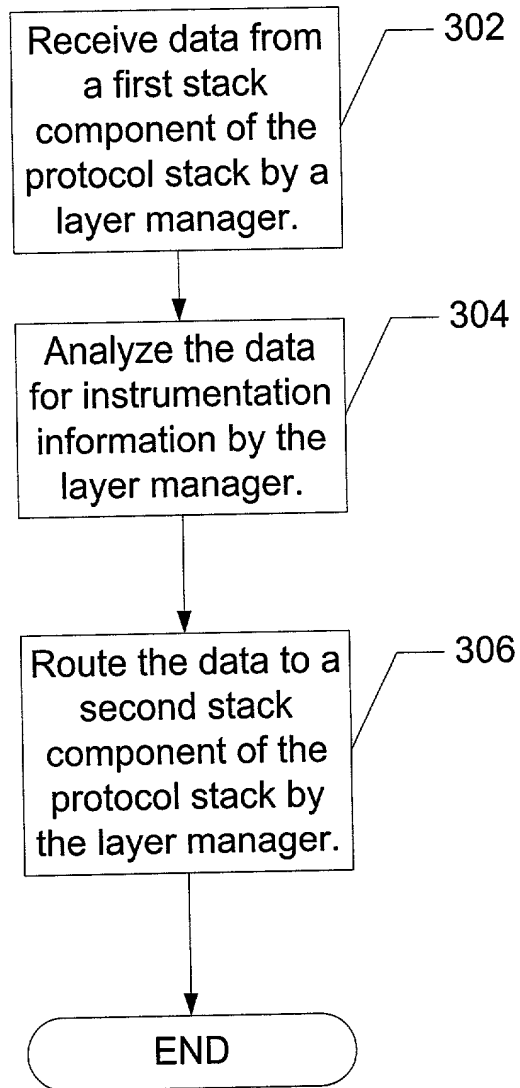 Receive data from
a first stack
component of the
protocol stack by a
layer manager.
302
Analyze the data
for instrumentation
information by the
layer manager.
304
Route the data to a
second stack
component of the
protocol stack by
the layer manager.
306
END